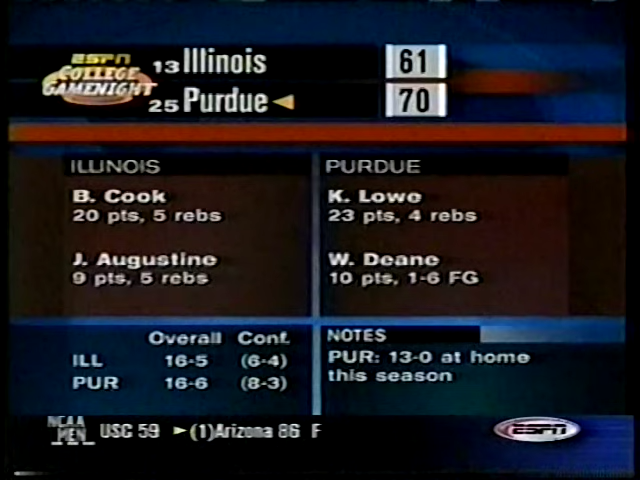 ESPN
COLLEGE
GAMENIGHT
13 Illinois 61
25 Purdue 70
ILLINOIS
B. Cook
20 pts, 5 rebs
J. Augustine
9 pts, 5 rebs
PURDUE
K. Lowe
23 pts, 4 rebs
W. Deane
10 pts, 1-6 FG
Overall Conf.
ILL 16-5 (6-4)
PUR 16-6 (8-3)
NOTES
PUR: 13-0 at home
this season
NCAA
MEN
USC 59 (1)Arizona 86 F
ESPN